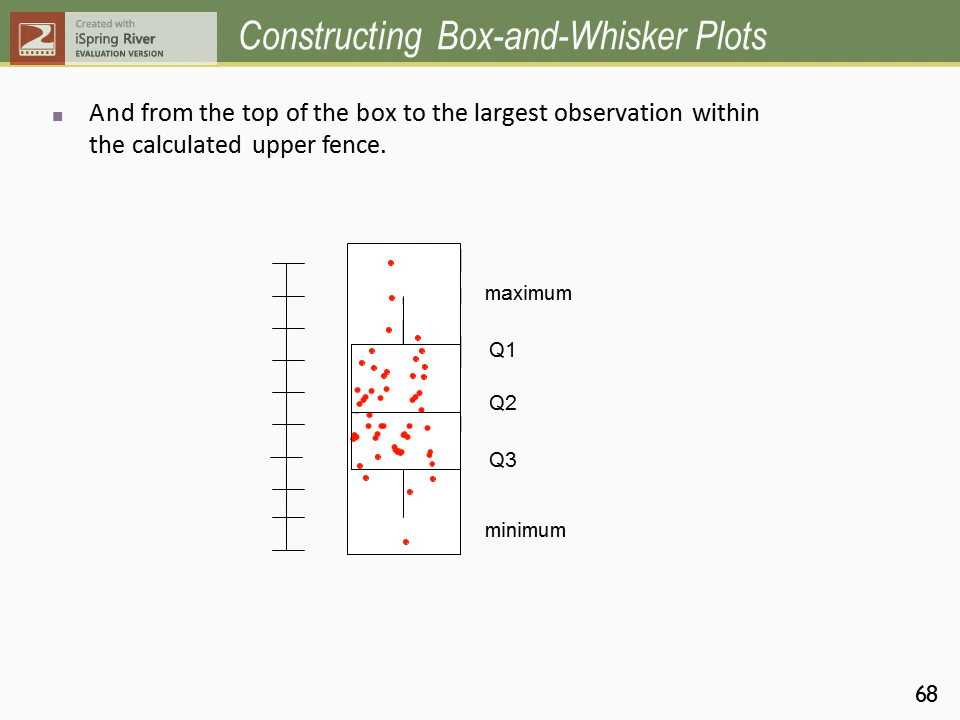 Created with
iSpring River
EVALUATION VERSION
Constructing Box-and-Whisker Plots
And from the top of the box to the largest observation within
the calculated upper fence.
maximum
Q1
Q2
Q3
minimum
68